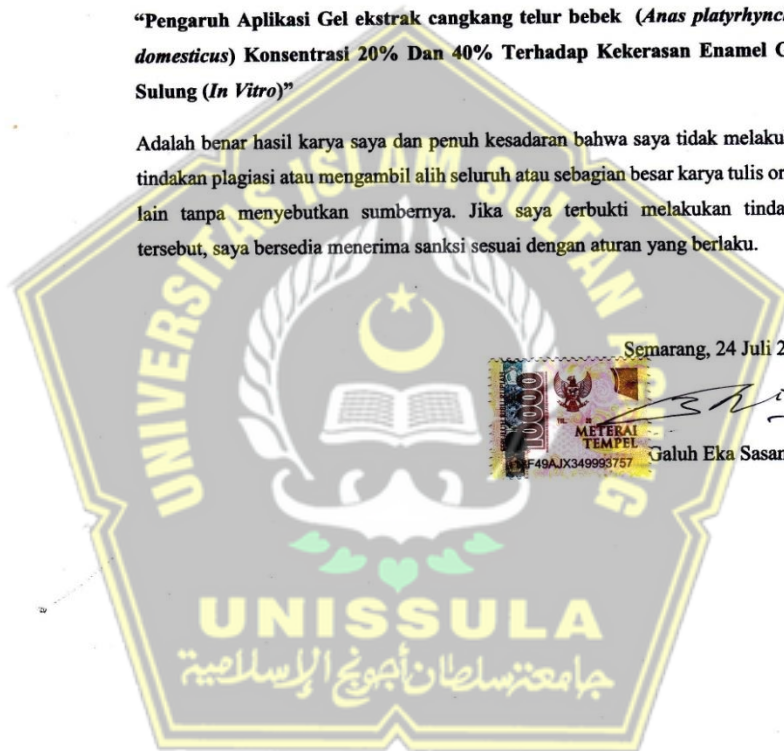 “Pengaruh Aplikasi Gel ekstrak cangkang telur bebek (Anas platyrhync
domesticus) Konsentrasi 20% Dan 40% Terhadap Kekerasan Enamel
Sulung (In Vitro)”
Adalah benar hasil karya saya dan penuh kesadaran bahwa saya tidak melaku
tindakan plagiasi atau mengambil alih seluruh atau sebagian besar karya tulis or
lain tanpa menyebutkan sumbernya. Jika saya terbukti melakukan tinda
tersebut, saya bersedia menerima sanksi sesuai dengan aturan yang berlaku.
Semarang, 24 Juli 2
10000
METERAI
TEMPEL
F49AJX349993757
Galuh Eka Sasan
UNIVERSITAS ISLAM SULTAN AGUNG
UNISSULA
جامعة سلطان أجونج الإسلامية